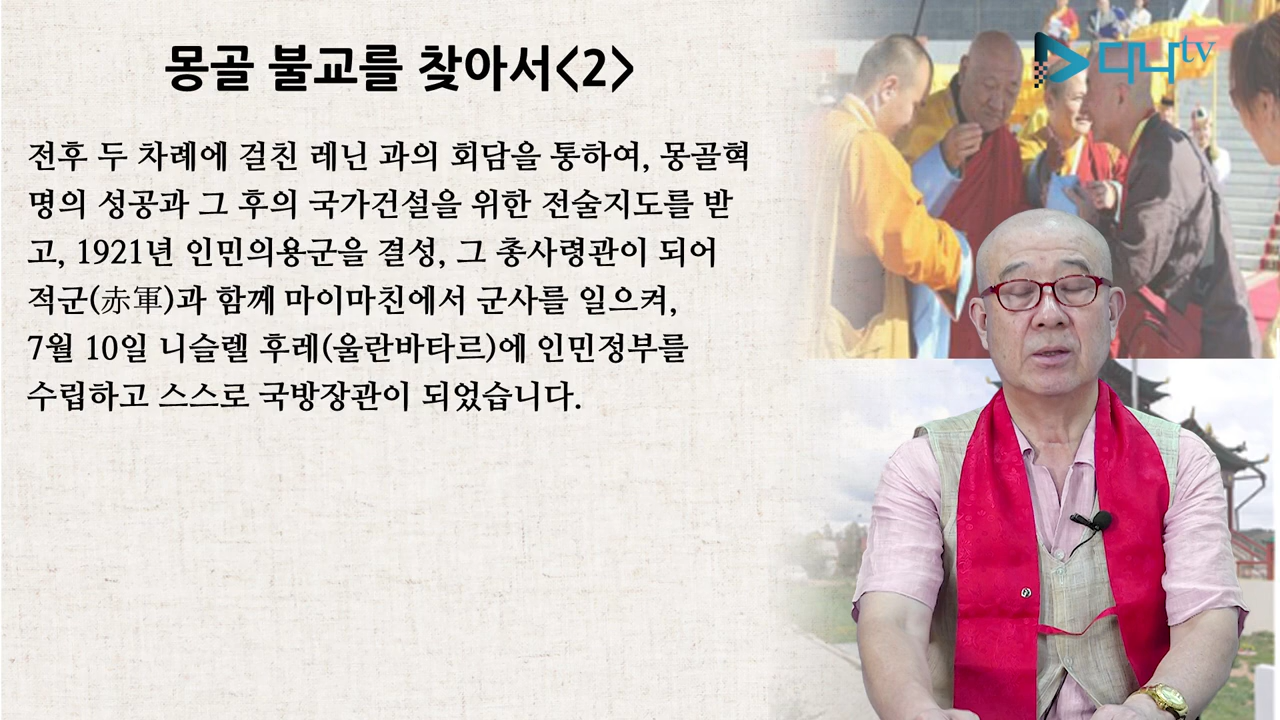 몽골 불교를 찾아서<2>
전후 두 차례에 걸친 레닌 과의 회담을 통하여, 몽골혁
명의 성공과 그 후의 국가건설을 위한 전술지도를 받
고, 1921년 인민의용군을 결성, 그 총사령관이 되어
적군(赤軍)과 함께 마이마친에서 군사를 일으켜,
7월 10일 니슬렐 후레(울란바타르)에 인민정부를
수립하고 스스로 국방장관이 되었습니다.
tv